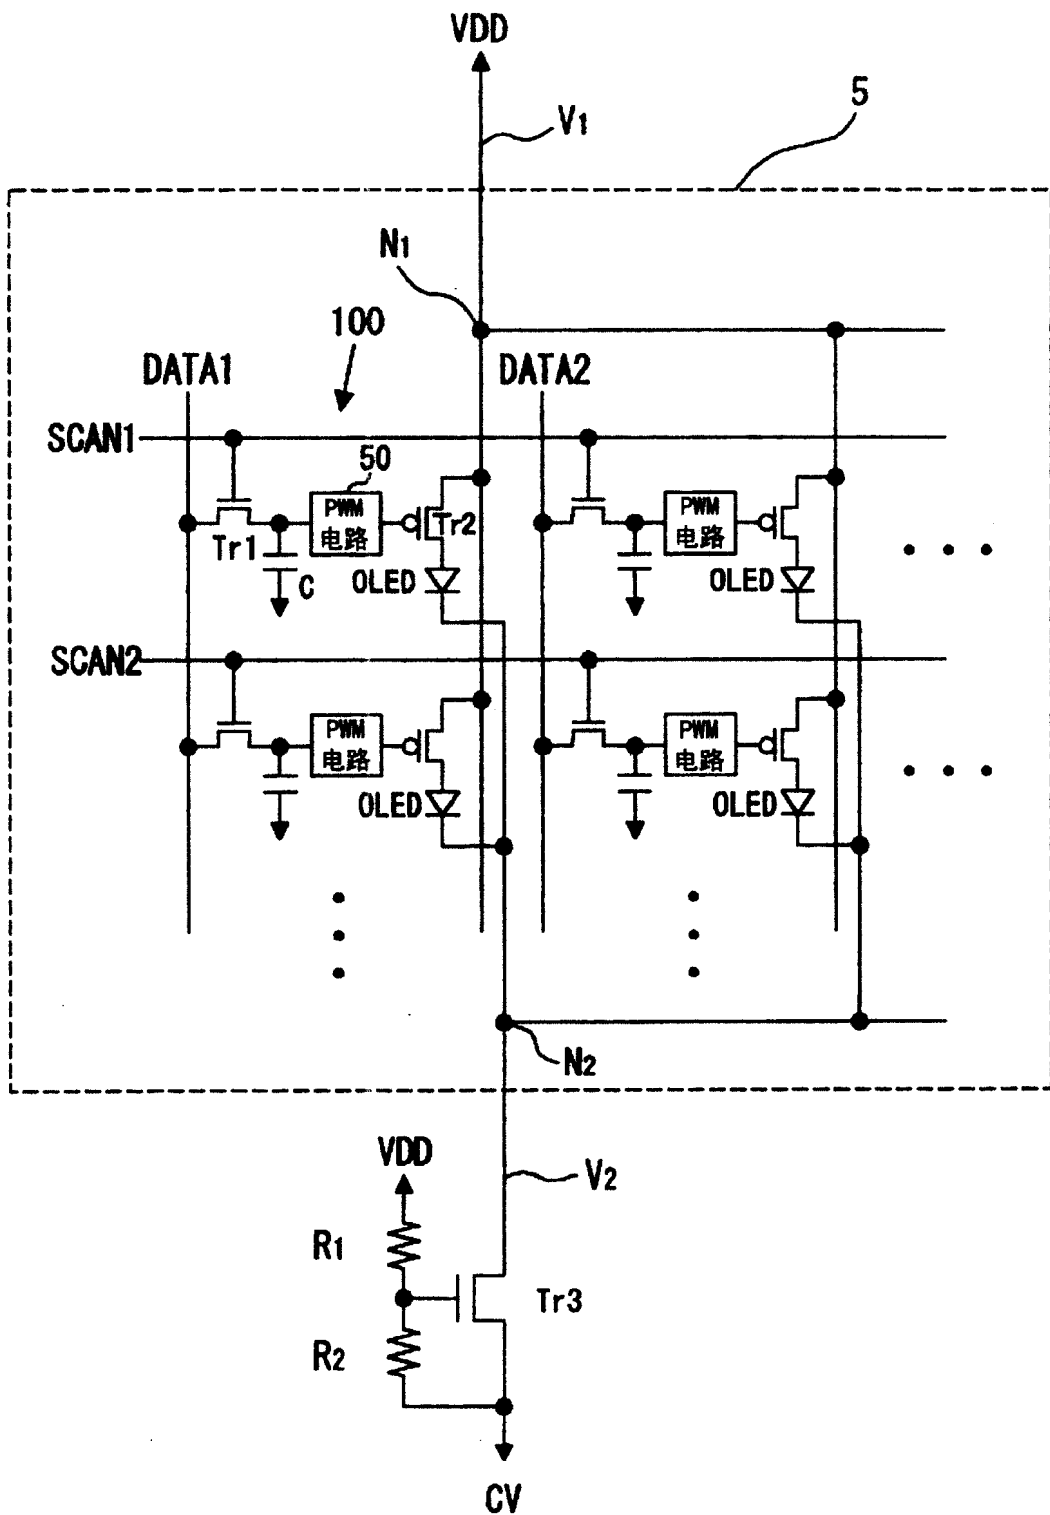 VDD
V1
5
N1
100
DATA1
DATA2
SCAN1
50
PWM
电路
Tr2
Tr1
C
OLED
PWM
电路
OLED
SCAN2
PWM
电路
OLED
PWM
电路
OLED
N2
VDD
V2
R1
Tr3
R2
CV